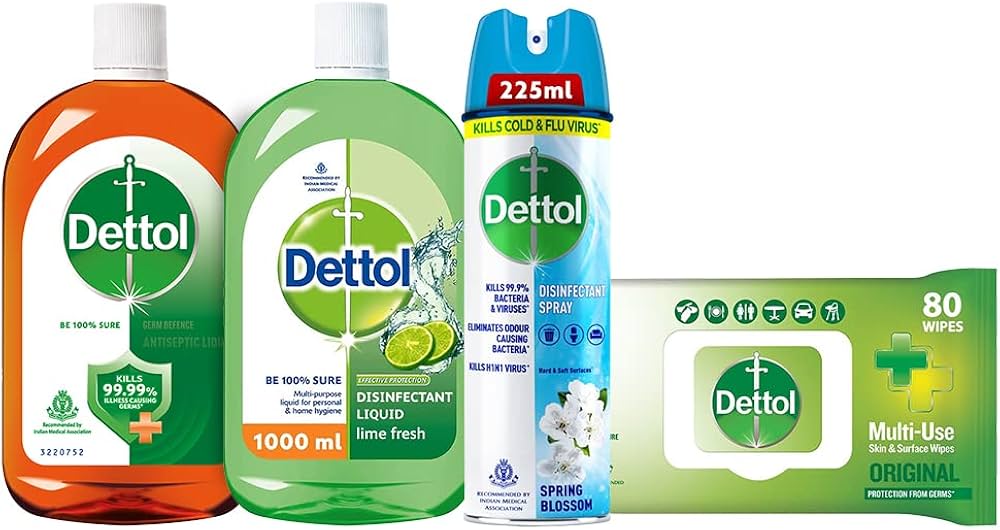 Dettol
BE 100% SURE
GERM DEFENCE
ANTISEPTIC LIQUID
KILLS
99.99%
ILLNESS CAUSING
GERMS*
Recommended by
Indian Medical Association
3220752
RECOMMENDED BY
INDIAN MEDICAL
ASSOCIATION
Dettol
BE 100% SURE
Multi-purpose
liquid for personal
& home hygiene
1000 ml
EFFECTIVE PROTECTION
DISINFECTANT
LIQUID
lime fresh
225ml
KILLS COLD & FLU VIRUS*
Dettol
KILLS 99.9%
BACTERIA
& VIRUSES*
ELIMINATES ODOUR
CAUSING
BACTERIA*
KILLS H1N1 VIRUS*
DISINFECTANT
SPRAY
Hard & Soft Surfaces*
RECOMMENDED BY
INDIAN MEDICAL
ASSOCIATION
SPRING
BLOSSOM
80
WIPES
Dettol
Multi-Use
Skin & Surface Wipes
ORIGINAL
PROTECTION FROM GERMS*